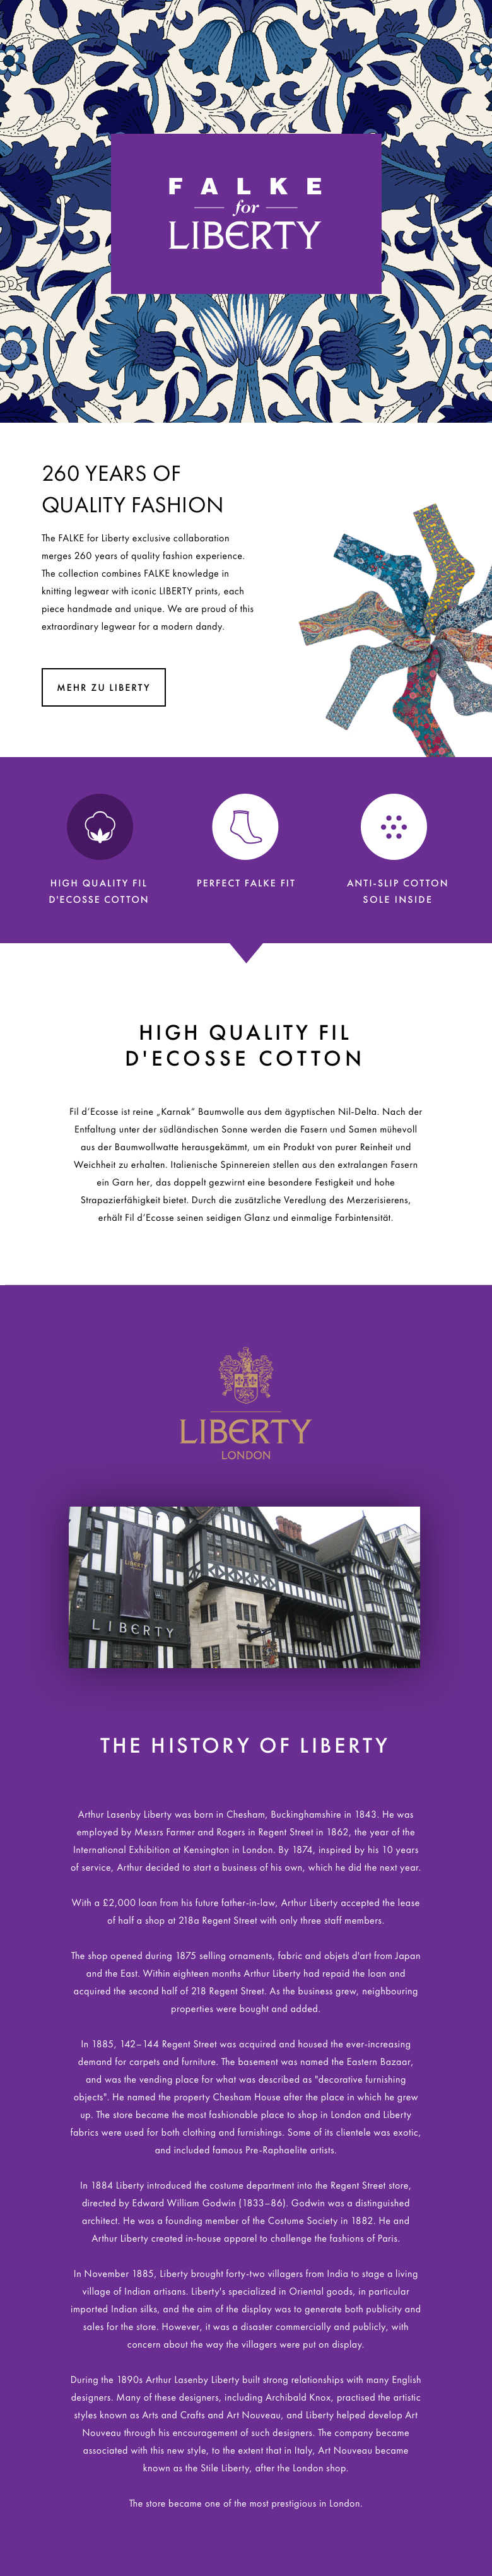 FALKE
for
LIBERTY
260 YEARS OF
QUALITY FASHION
The FALKE for Liberty exclusive collaboration
merges 260 years of quality fashion experience.
The collection combines FALKE knowledge in
knitting legwear with iconic LIBERTY prints, each
piece handmade and unique. We are proud of this
extraordinary legwear for a modern dandy.
MEHR ZU LIBERTY
HIGH QUALITY FIL
D'ECOSSE COTTON
PERFECT FALKE FIT
ANTI-SLIP COTTON
SOLE INSIDE
HIGH QUALITY FIL
D'ECOSSE COTTON
Fil d’Ecosse ist reine „Karnak” Baumwolle aus dem ägyptischen Nil-Delta. Nach der
Entfaltung unter der südländischen Sonne werden die Fasern und Samen mühevoll
aus der Baumwollwatte herausgekämmt, um ein Produkt von purer Reinheit und
Weichheit zu erhalten. Italienische Spinnereien stellen aus den extralangen Fasern
ein Garn her, das doppelt gezwirnt eine besondere Festigkeit und hohe
Strapazierfähigkeit bietet. Durch die zusätzliche Veredlung des Merzerisierens,
erhält Fil d’Ecosse seinen seidigen Glanz und einmalige Farbintensität.
LIBERTY
LONDON
LIBERTY
LIBERTY
THE HISTORY OF LIBERTY
Arthur Lasenby Liberty was born in Chesham, Buckinghamshire in 1843. He was
employed by Messrs Farmer and Rogers in Regent Street in 1862, the year of the
International Exhibition at Kensington in London. By 1874, inspired by his 10 years
of service, Arthur decided to start a business of his own, which he did the next year.
With a £2,000 loan from his future father-in-law, Arthur Liberty accepted the lease
of half a shop at 218a Regent Street with only three staff members.
The shop opened during 1875 selling ornaments, fabric and objets d'art from Japan
and the East. Within eighteen months Arthur Liberty had repaid the loan and
acquired the second half of 218 Regent Street. As the business grew, neighbouring
properties were bought and added.
In 1885, 142–144 Regent Street was acquired and housed the ever-increasing
demand for carpets and furniture. The basement was named the Eastern Bazaar,
and was the vending place for what was described as "decorative furnishing
objects". He named the property Chesham House after the place in which he grew
up. The store became the most fashionable place to shop in London and Liberty
fabrics were used for both clothing and furnishings. Some of its clientele was exotic,
and included famous Pre-Raphaelite artists.
In 1884 Liberty introduced the costume department into the Regent Street store,
directed by Edward William Godwin (1833–86). Godwin was a distinguished
architect. He was a founding member of the Costume Society in 1882. He and
Arthur Liberty created in-house apparel to challenge the fashions of Paris.
In November 1885, Liberty brought forty-two villagers from India to stage a living
village of Indian artisans. Liberty's specialized in Oriental goods, in particular
imported Indian silks, and the aim of the display was to generate both publicity and
sales for the store. However, it was a disaster commercially and publicly, with
concern about the way the villagers were put on display.
During the 1890s Arthur Lasenby Liberty built strong relationships with many English
designers. Many of these designers, including Archibald Knox, practised the artistic
styles known as Arts and Crafts and Art Nouveau, and Liberty helped develop Art
Nouveau through his encouragement of such designers. The company became
associated with this new style, to the extent that in Italy, Art Nouveau became
known as the Stile Liberty, after the London shop.
The store became one of the most prestigious in London.